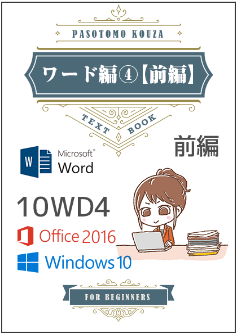 PASOTOMO KOUZA
ワード編④【前編】
TEXT BOOK
Microsoft®
Word
前編
10WD4
Office 2016
Windows 10
FOR BEGINNERS